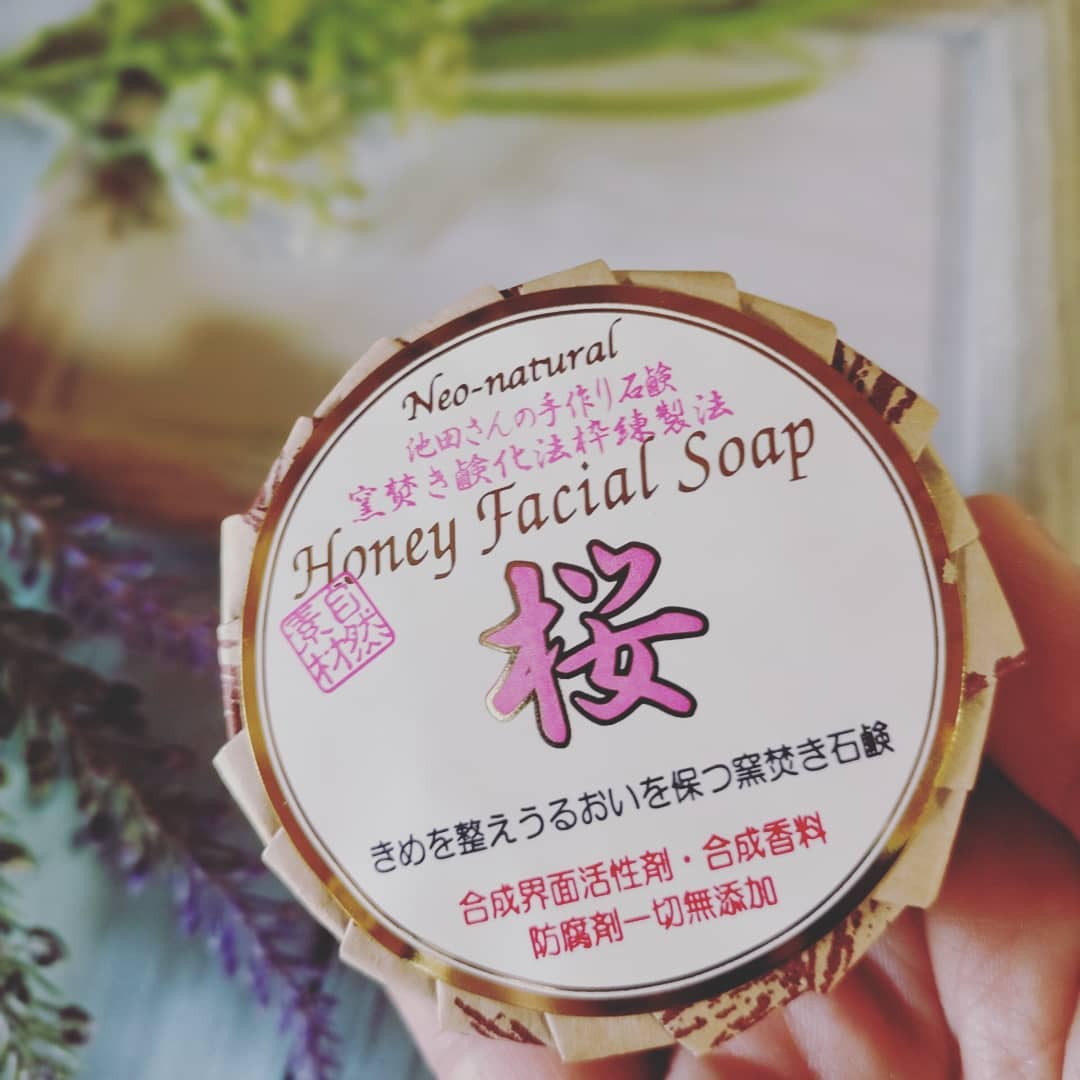 Neo-natural
池田さんの手作り石鹸
窯焚き鹸化法枠練製法
Honey Facial Soap
自然
素材
桜
きめを整えうるおいを保つ窯焚き石鹸
合成界面活性剤・合成香料
防腐剤一切無添加